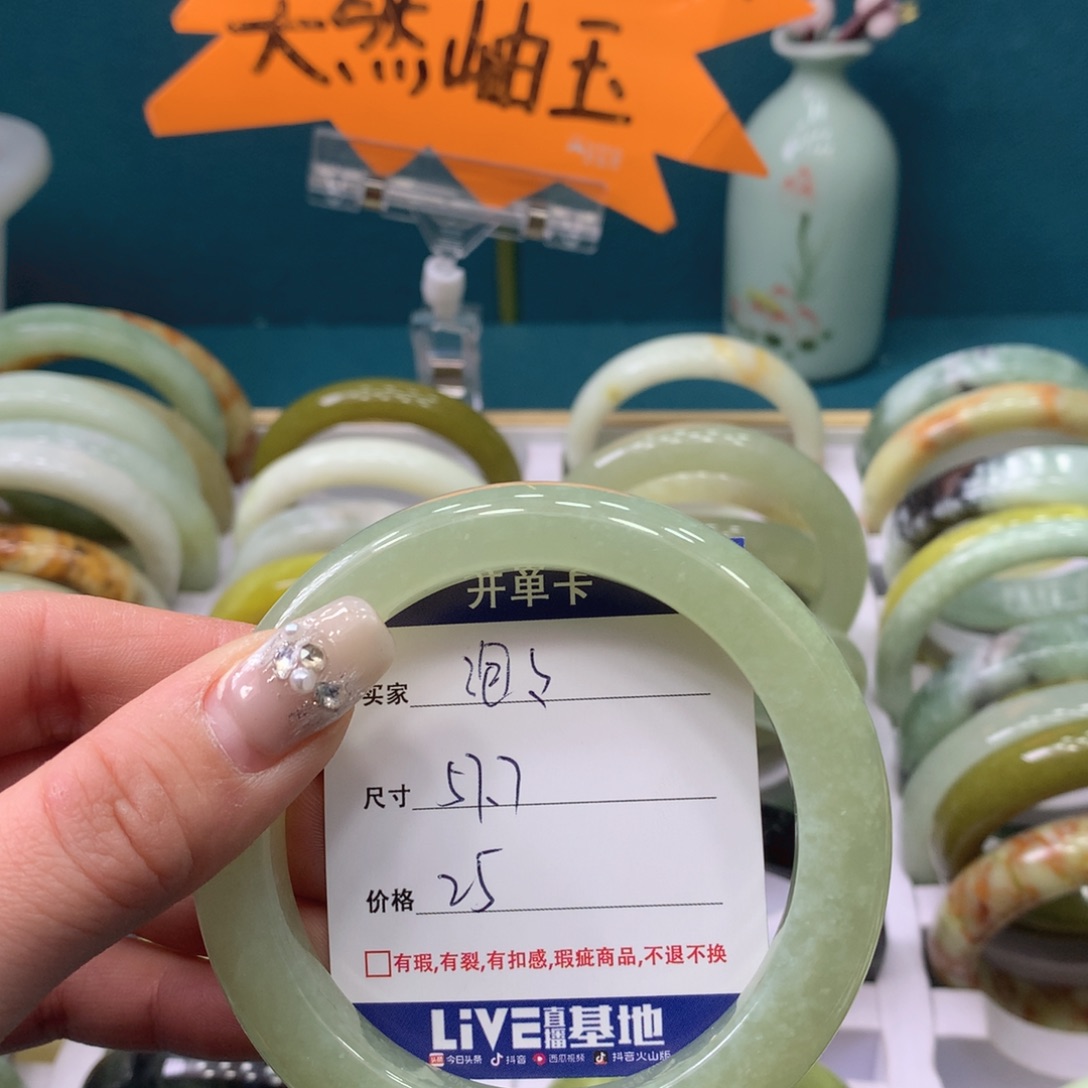 天然岫玉
开单卡
买家
尺寸 57.7
价格 25
有瑕,有裂,有扣感,瑕疵商品,不退不换
LiVE直播基地
今日头条 抖音 西瓜视频 抖音火山版